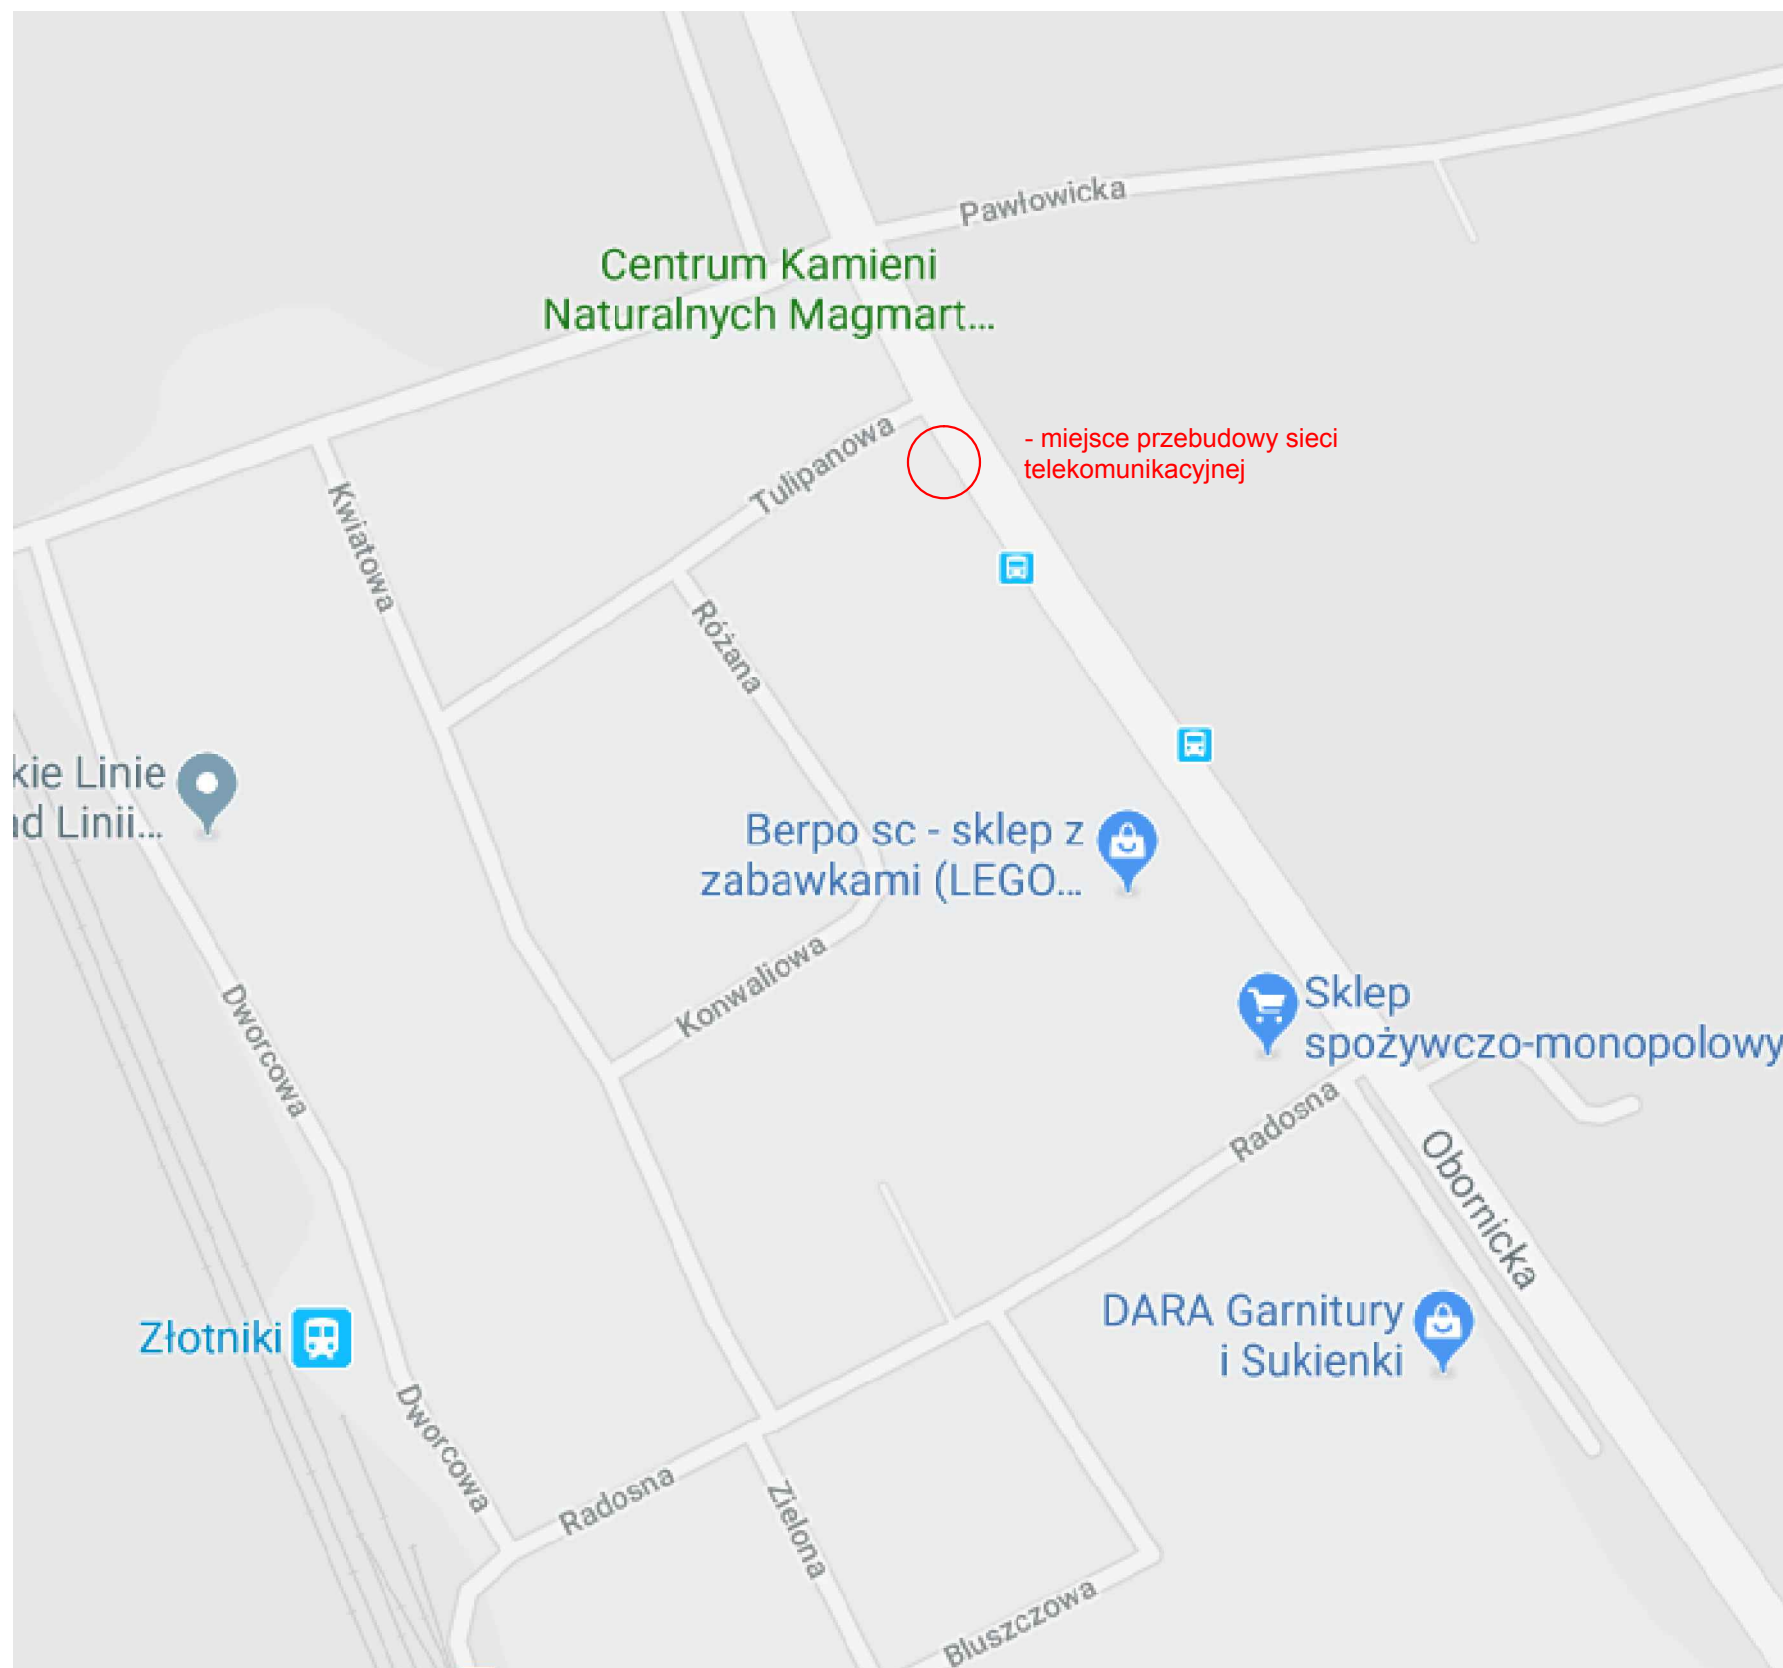 Pawłowicka
Centrum Kamieni
Naturalnych Magmart...
Tulipanowa
- miejsce przebudowy sieci
telekomunikacyjnej
Kwiatowa
Różana
kie Linie
ad Linii...
Berpo sc - sklep z
zabawkami (LEGO...
Konwaliowa
Sklep
spożywczo-monopolowy
Dworcowa
Radosna
Obornicka
Złotniki
DARA Garnitury
i Sukienki
Dworcowa
Radosna
Zielona
Bluszczowa